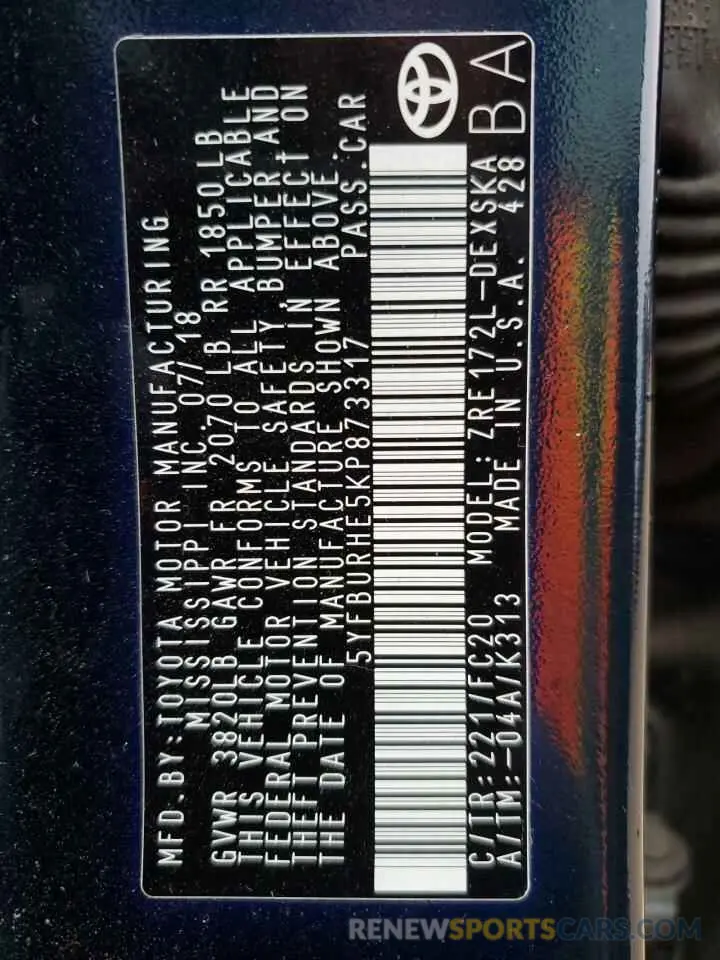 MFD.BY:TOYOTA MOTOR MANUFACTURING
MISSISSIPPI INC. 07/18
GVWR 3820LB GAWR FR 2070 LB RR 1850 LB
THIS VEHICLE CONFORMS TO ALL APPLICABLE
FEDERAL MOTOR VEHICLE SAFETY, BUMPER AND
THEFT PREVENTION STANDARDS IN EFFECT ON
THE DATE OF MANUFACTURE SHOWN ABOVE.
5YFBURHE5KP873317 PASS.CAR
C/TR:221/FC20 MODEL: ZRE172L-DEXSKA
A/TM:-04A/K313 MADE IN U.S.A. 428
BA
RENEWSPORTSCARS.COM